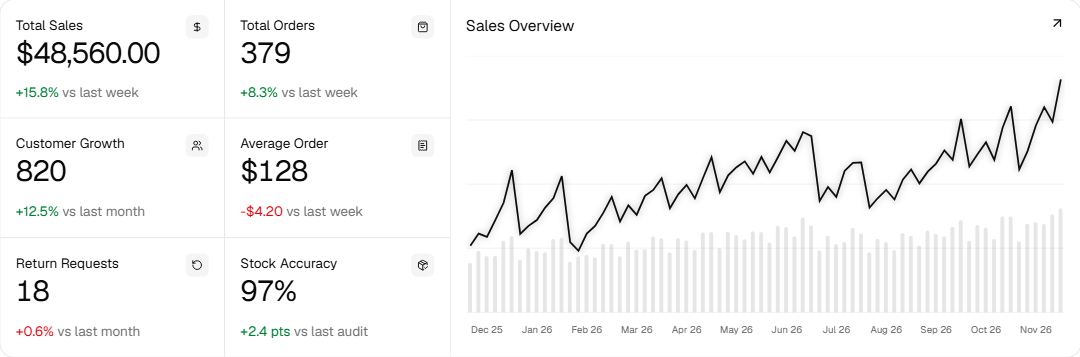 Total Sales
$48,560.00
+15.8% vs last week
Total Orders
379
+8.3% vs last week
Customer Growth
820
+12.5% vs last month
Average Order
$128
-$4.20 vs last week
Return Requests
18
+0.6% vs last month
Stock Accuracy
97%
+2.4 pts vs last audit
Sales Overview
Dec 25 Jan 26 Feb 26 Mar 26 Apr 26 May 26 Jun 26 Jul 26 Aug 26 Sep 26 Oct 26 Nov 26